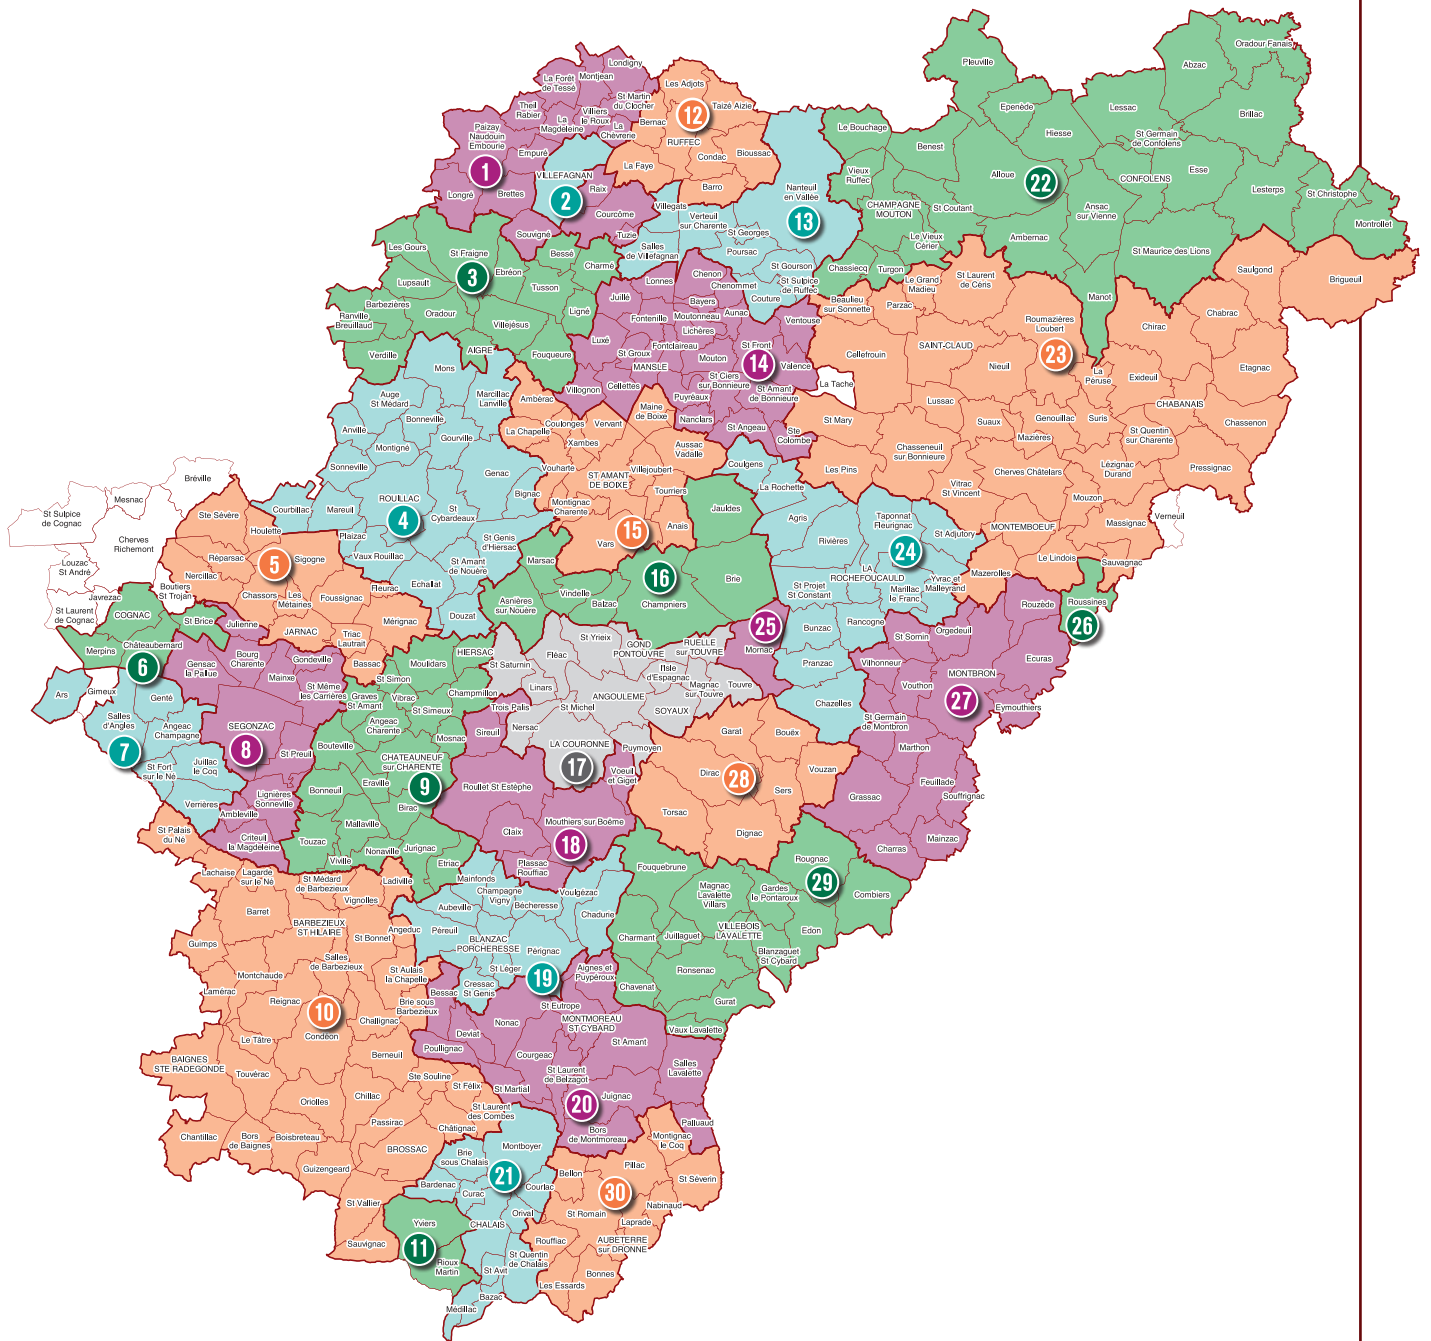 Pleuville
Oradour Fanais
Abzac
Londigny
Montjean
La Forêt
de Tessé
Les Adjots
St Martin
du Clocher
Taizé Aizie
Theil
Rabier
Villiers
le Roux
La
Magdeleine
La
Chèvrerie
Bernac
12
RUFFEC
Epenède
Lessac
Brillac
Hiesse
St Germain
de Confolens
Le Bouchage
Benest
Paizay
Naudouin
Embourie
Empuré
1
Longré
Brettes
VILLEFAGNAN
2
Raix
Courcôme
Souvigné
Tuzie
La Faye
Condac
Bioussac
Barro
Nanteuil
en Vallée
13
Villegats
Verteuil
sur Charente
St Georges
Poursac
Salles
de Villefagnan
St Gourson
St Sulpice
de Ruffec
Couture
Vieux
Ruffec
Alloue
22
CONFOLENS
Esse
Lesterps
St Christophe
Montrollet
CHAMPAGNE
MOUTON
St Coutant
Ansac
sur Vienne
Le Vieux
Cérier
Ambernac
St Maurice des Lions
Chassiecq
Turgon
Manot
Les Gours
St Fraigne
3
Bessé
Ebréon
Charmé
Lupsault
Tusson
Barbezières
Ranville
Breuillaud
Oradour
Ligné
Villejésus
Verdille
AIGRE
Fouqueure
Lonnes
Chenon
Chenommet
Juillé
Bayers
Moutonneau
Aunac
Fontenille
Lichères
Ventouse
Luxé
Fontclaireau
St Groux
Mouton
St Front
14
Valence
MANSLE
St Ciers
sur Bonnieure
Cellettes
Villognon
Puyréaux
St Amant
de Bonnieure
Nanclars
St Angeau
Ste
Colombe
Le Grand
Madieu
St Laurent
de Céris
Saulgond
Brigueuil
Beaulieu
sur Sonnette
Parzac
Roumazières
Loubert
23
Chabrac
Chirac
Cellefrouin
SAINT-CLAUD
Nieuil
Etagnac
La Tache
La
Péruse
Exideuil
CHABANAIS
Lussac
Suaux
Genouillac
Suris
Mazières
St Quentin
sur Charente
Chassenon
St Mary
Chasseneuil
sur Bonnieure
Les Pins
Cherves Châtelars
Lézignac
Durand
Pressignac
Vitrac
St Vincent
Mouzon
Massignac
Verneuil
MONTEMBOEUF
Le Lindois
Sauvagnac
Mazerolles
Mons
Auge
St Médard
Marcillac
Lanville
Bonneville
Anville
Gourville
Montigné
Sonneville
Genac
Bignac
ROUILLAC
4
Courbillac
Mareuil
St
Cybardeaux
Plaizac
Vaux Rouillac
St Genis
d'Hiersac
St Amant
de Nouère
Echallat
Douzat
Ambérac
Maine
de Boixe
La Chapelle
Coulonges
Vervant
Xambes
Aussac
Vadalle
Vouharte
Villejoubert
ST AMANT
DE BOIXE
Tourriers
Montignac
Charente
15
Anais
Vars
Coulgens
La Rochette
Jauldes
Agris
Taponnat
Fleurignac
Rivières
24
St Adjutory
LA
ROCHEFOUCAULD
St Projet
St Constant
Marillac
le Franc
Yvrac et
Malleyrand
Bunzac
Rancogne
Pranzac
Chazelles
Bréville
Mesnac
St Sulpice
de Cognac
Cherves
Richemont
Louzac
St André
Boutiers
St Trojan
St Laurent
de Cognac
Javrezac
COGNAC
St Brice
Châteaubernard
Merpins
6
Ste Sévère
Houlette
Réparsac
5
Sigogne
Nercillac
Chassors
Les
Métairies
Foussignac
Fleurac
Mérignac
JARNAC
Triac
Lautrait
Bassac
Julienne
Gensac
la Pallue
Bourg
Charente
Mainxe
Gondeville
St Même
les Carrières
SEGONZAC
8
St Preuil
Lignières
Sonneville
Ambleville
Criteuil
la Magdeleine
Ars
Gimeux
Genté
Salles
d'Angles
7
Angeac
Champagne
St Fort
sur le Né
Juillac
le Coq
Verrières
Marsac
16
Vindelle
Brie
Asnières
sur Nouère
Balzac
Champniers
25
Mornac
HIERSAC
Moulidars
St Simon
Champmillon
Graves
St Amant
Vibrac
St Simeux
Angeac
Charente
Mosnac
Bouteville
CHATEAUNEUF
sur CHARENTE
9
Eraville
Bonneuil
Birac
Mallaville
Touzac
Nonaville
Jurignac
Viville
Etriac
St Yrieix
St Saturnin
Fléac
GOND
PONTOUVRE
RUELLE
sur TOUVRE
l'Isle
d'Espagnac
Linars
ANGOULEME
Magnac
sur Touvre
Touvre
St Michel
SOYAUX
Trois Palis
Nersac
Puymoyen
LA COURONNE
17
Sireuil
Roullet St Estèphe
Voeuil
et Giget
Claix
Mouthiers sur Boême
18
Plassac
Rouffiac
Roussines
26
Rouzède
Orgedeuil
St Sornin
Ecuras
Vilhonneur
MONTBRON
Vouthon
27
Eymouthiers
St Germain
de Montbron
Marthon
Feuillade
Souffrignac
Grassac
Mainzac
Charras
Garat
Bouëx
Dirac
28
Vouzan
Sers
Torsac
Dignac
Rougnac
29
Fouquebrune
Magnac
Lavalette
Villars
Gardes
le Pontaroux
Combiers
VILLEBOIS
LAVALETTE
Edon
Charmant
Juillaguet
Blanzaguet
St Cybard
Ronsenac
Chavenat
Gurat
Vaux Lavalette
St Palais
du Né
Lachaise
Lagarde
sur le Né
St Médard
de Barbezieux
Ladiville
Vignolles
Barret
BARBEZIEUX
ST HILAIRE
Guimps
St Bonnet
Angeduc
Salles
de Barbezieux
Montchaude
St Aulais
la Chapelle
Lamérac
Reignac
10
Brie sous
Barbezieux
Condéon
Challignac
Le Tâtre
BAIGNES
STE RADEGONDE
Berneuil
Touvérac
Ste Souline
St Félix
Chillac
Oriolles
St Laurent
des Combes
Passirac
Châtignac
Chantillac
Bors
de Baignes
Boisbreteau
BROSSAC
Guizengeard
St Vallier
Sauvignac
Mainfonds
Champagne
Vigny
Voulgézac
Aubeville
Bécheresse
Chadurie
Péreuil
BLANZAC
PORCHERESSE
Pérignac
19
St Léger
Cressac
St Genis
Bessac
Aignes et
Puypéroux
St Eutrope
Nonac
MONTMOREAU
ST CYBARD
Deviat
Poullignac
Courgeac
St Amant
Salles
Lavalette
St Laurent
de Belzagot
St Martial
20
Juignac
Palluaud
Bors
de Montmoreau
Montboyer
Brie
sous Chalais
21
Bardenac
Curac
Courlac
Orival
CHALAIS
St Quentin
de Chalais
St Avit
Bazac
Médillac
Yviers
11
Rioux
Martin
Montignac
le Coq
Pillac
Bellon
30
St Séverin
St Romain
Nabinaud
Laprade
Rouffiac
AUBETERRE
sur DRONNE
Bonnes
Les Essards